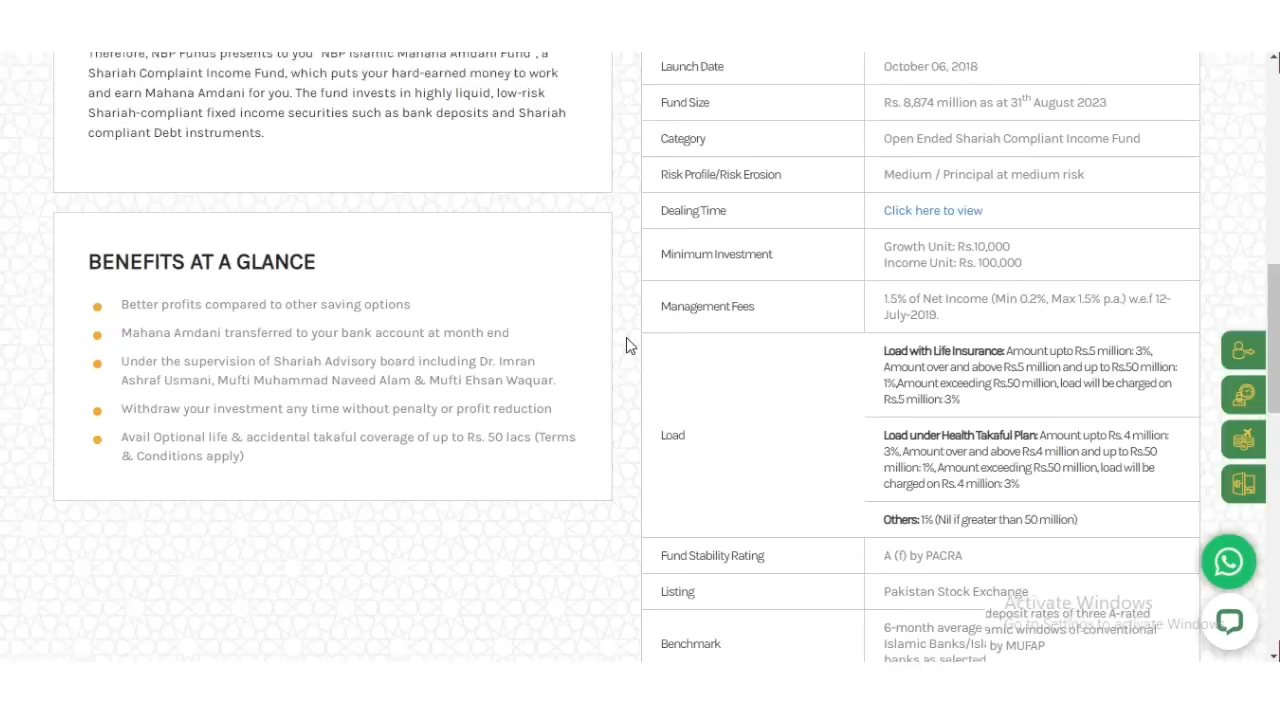 Therefore, NBP Funds presents to you "NBP Islamic Mahana Amdani Fund", a
Shariah Complaint Income Fund, which puts your hard-earned money to work
and earn Mahana Amdani for you. The fund invests in highly liquid, low-risk
Shariah-compliant fixed income securities such as bank deposits and Shariah
compliant Debt instruments.
BENEFITS AT A GLANCE
Better profits compared to other saving options
Mahana Amdani transferred to your bank account at month end
Under the supervision of Shariah Advisory board including Dr. Imran
Ashraf Usmani, Mufti Muhammad Naveed Alam & Mufti Ehsan Waquar.
Withdraw your investment any time without penalty or profit reduction
Avail Optional life & accidental takaful coverage of up to Rs. 50 lacs (Terms
& Conditions apply)
Launch Date
October 06, 2018
Fund Size
Rs. 8,874 million as at 31th August 2023
Category
Open Ended Shariah Compliant Income Fund
Risk Profile/Risk Erosion
Medium / Principal at medium risk
Dealing Time
Click here to view
Minimum Investment
Growth Unit: Rs.10,000
Income Unit: Rs. 100,000
Management Fees
1.5% of Net Income (Min 0.2%, Max 1.5% p.a.) w.e.f 12-
July-2019.
Load
Load with Life Insurance: Amount upto Rs.5 million: 3%,
Amount over and above Rs.5 million and up to Rs.50 million:
1%,Amount exceeding Rs.50 million, load will be charged on
Rs.5 million: 3%
Load under Health Takaful Plan: Amount upto Rs. 4 million:
3%, Amount over and above Rs.4 million and up to Rs.50
million: 1%, Amount exceeding Rs.50 million, load will be
charged on Rs. 4 million: 3%
Others: 1% (Nil if greater than 50 million)
Fund Stability Rating
A (f) by PACRA
Listing
Pakistan Stock Exchange
Benchmark
6-month average deposit rates of three A-rated
Islamic Banks/ windows of conventional
banks as selected by MUFAP
Activate Windows
Go to Settings to activate Windows